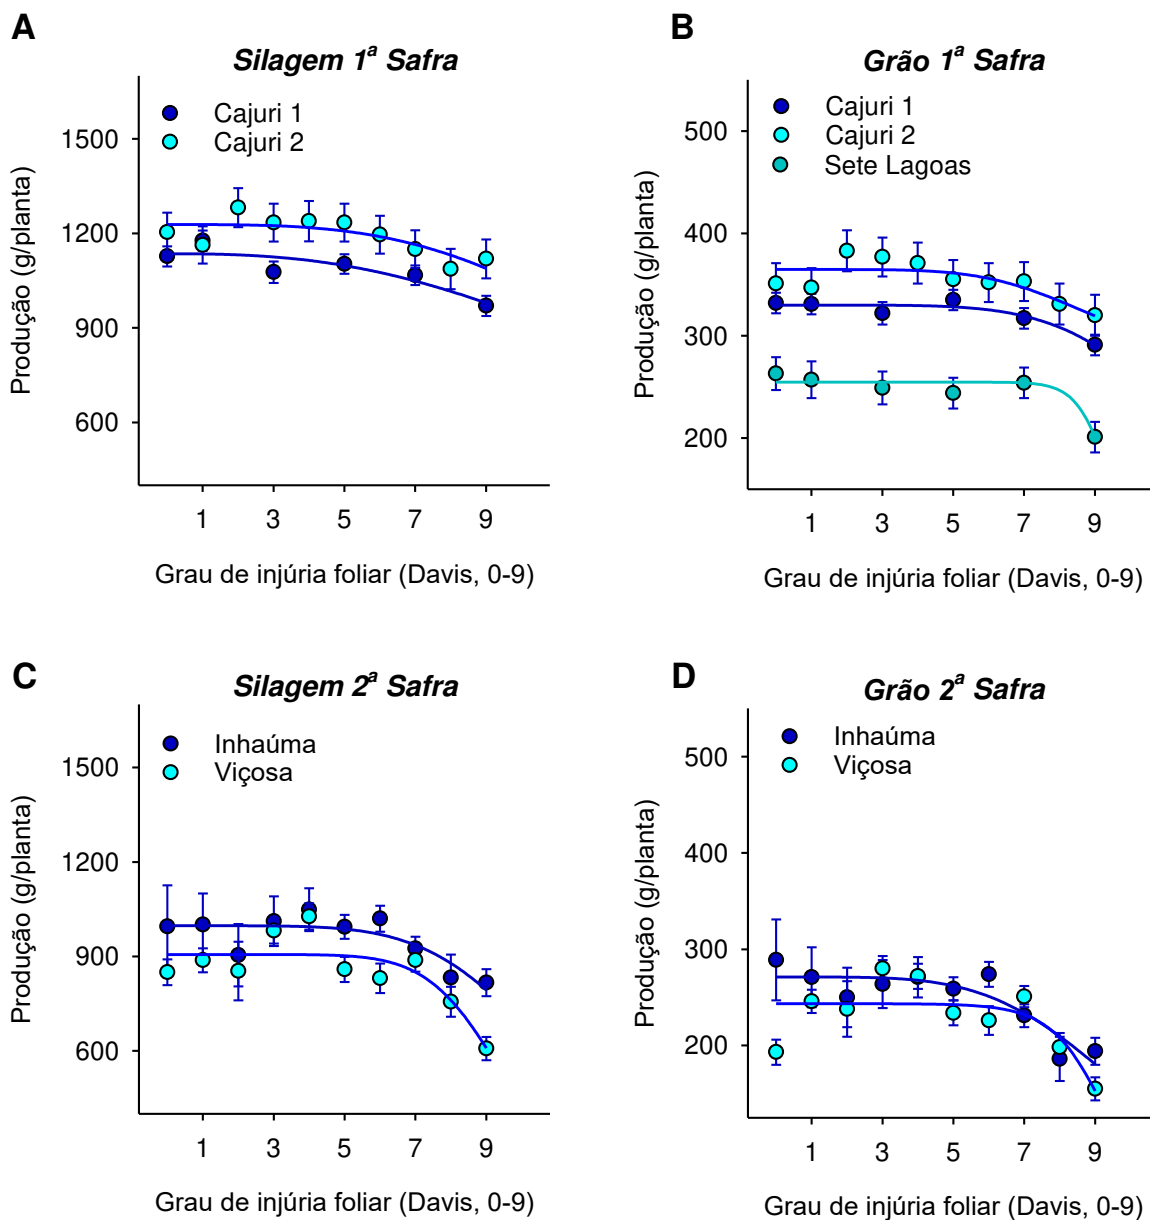 A
Silagem 1ª Safra
Cajuri 1
Cajuri 2
1500
1200
900
600
Produção (g/planta)
1 3 5 7 9
Grau de injúria foliar (Davis, 0-9)
B
Grão 1ª Safra
Cajuri 1
Cajuri 2
Sete Lagoas
500
400
300
200
Produção (g/planta)
1 3 5 7 9
Grau de injúria foliar (Davis, 0-9)
C
Silagem 2ª Safra
Inhaúma
Viçosa
1500
1200
900
600
Produção (g/planta)
1 3 5 7 9
Grau de injúria foliar (Davis, 0-9)
D
Grão 2ª Safra
Inhaúma
Viçosa
500
400
300
200
Produção (g/planta)
1 3 5 7 9
Grau de injúria foliar (Davis, 0-9)